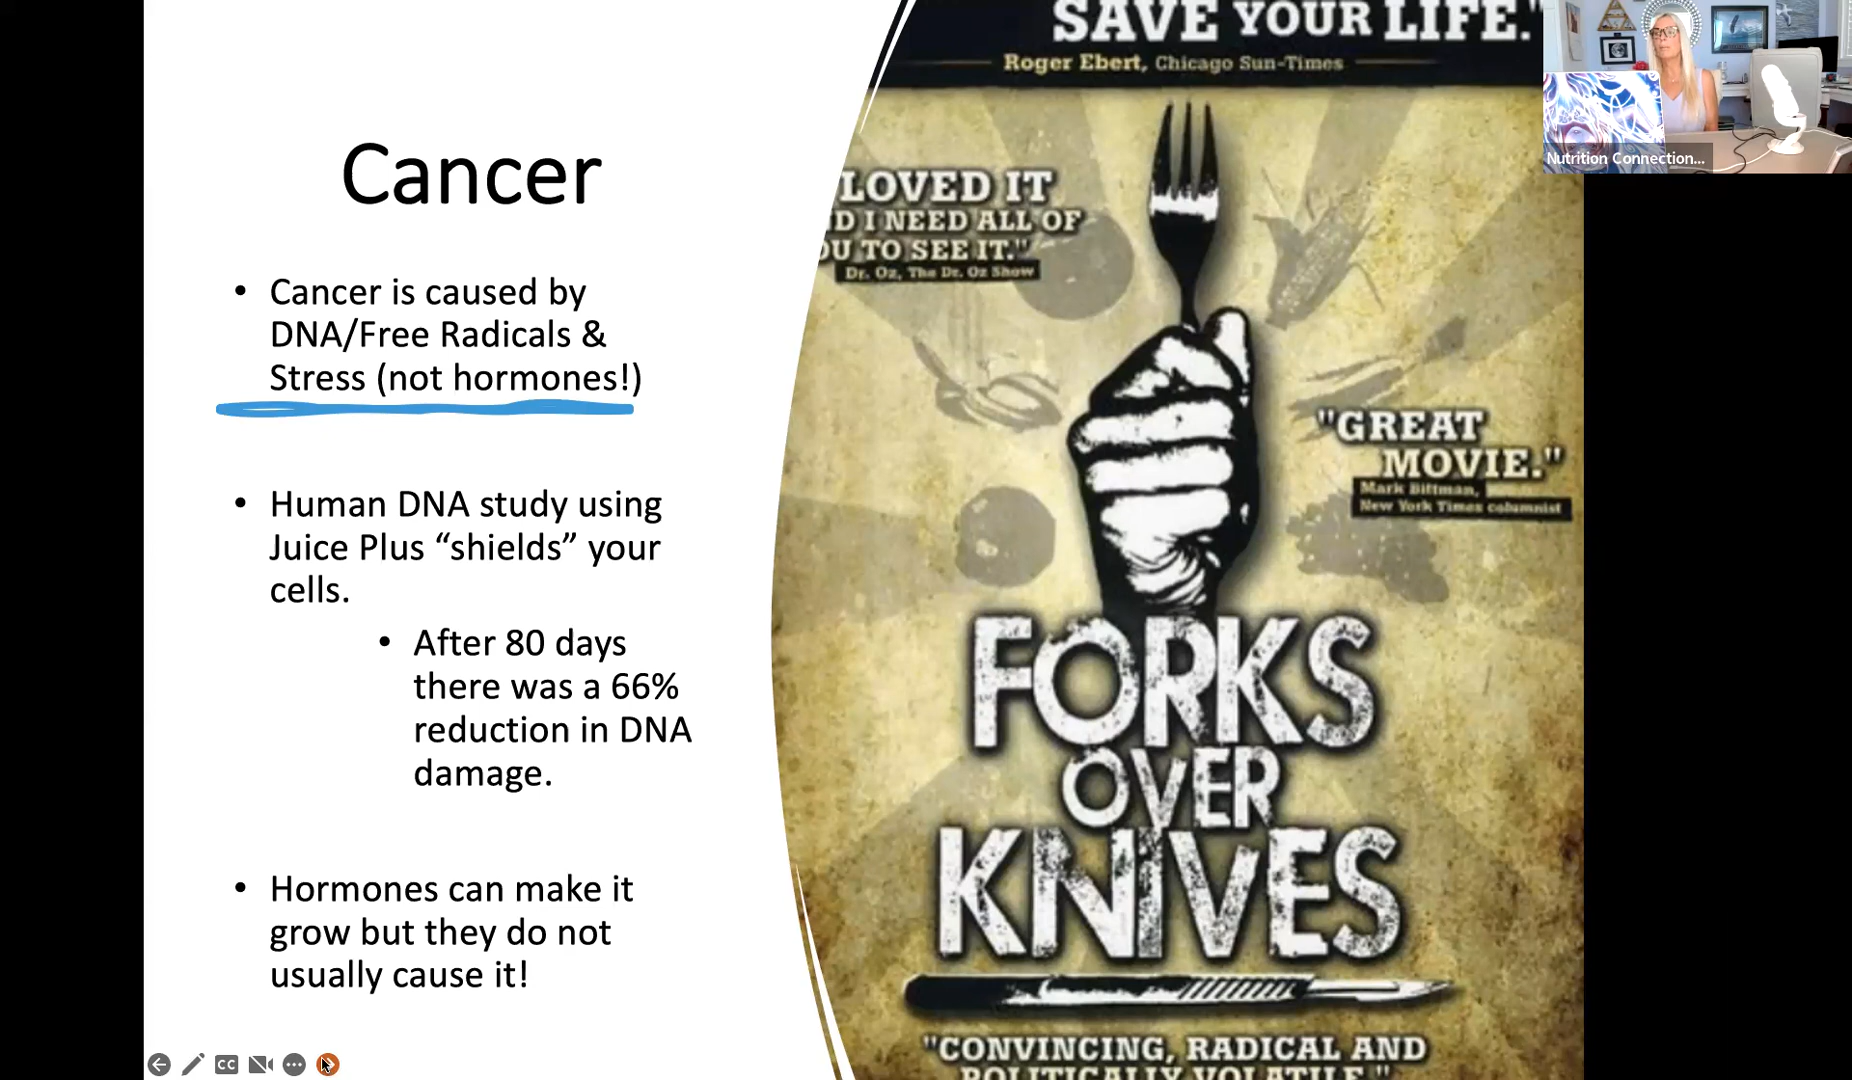 Cancer
• Cancer is caused by
DNA/Free Radicals &
Stress (not hormones!)
• Human DNA study using
Juice Plus “shields” your
cells.
• After 80 days
there was a 66%
reduction in DNA
damage.
• Hormones can make it
grow but they do not
usually cause it!
SAVE YOUR LIFE."
Roger Ebert, Chicago Sun-Times
LOVED IT
D I NEED ALL OF
OU TO SEE IT."
Dr. Oz, The Dr. Oz Show
"GREAT
MOVIE."
Mark Bittman,
New York Times columnist
FORKS
OVER
KNIVES
"CONVINCING, RADICAL AND
POLITICALLY VOLATILE."
Nutrition Connection...
CC